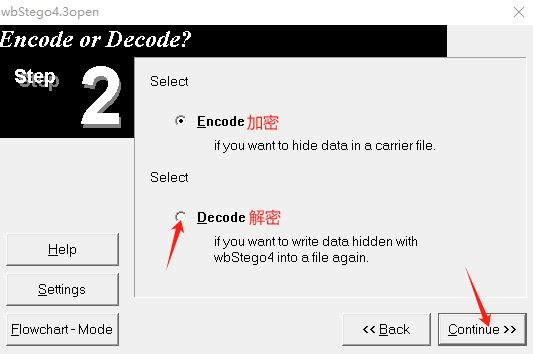 wbStego4.3open
Encode or Decode?
Step 2
Select
Encode 加密
if you want to hide data in a carrier file.
Select
Decode 解密
if you want to write data hidden with
wbStego4 into a file again.
Help
Settings
Flowchart - Mode
<< Back
Continue >>